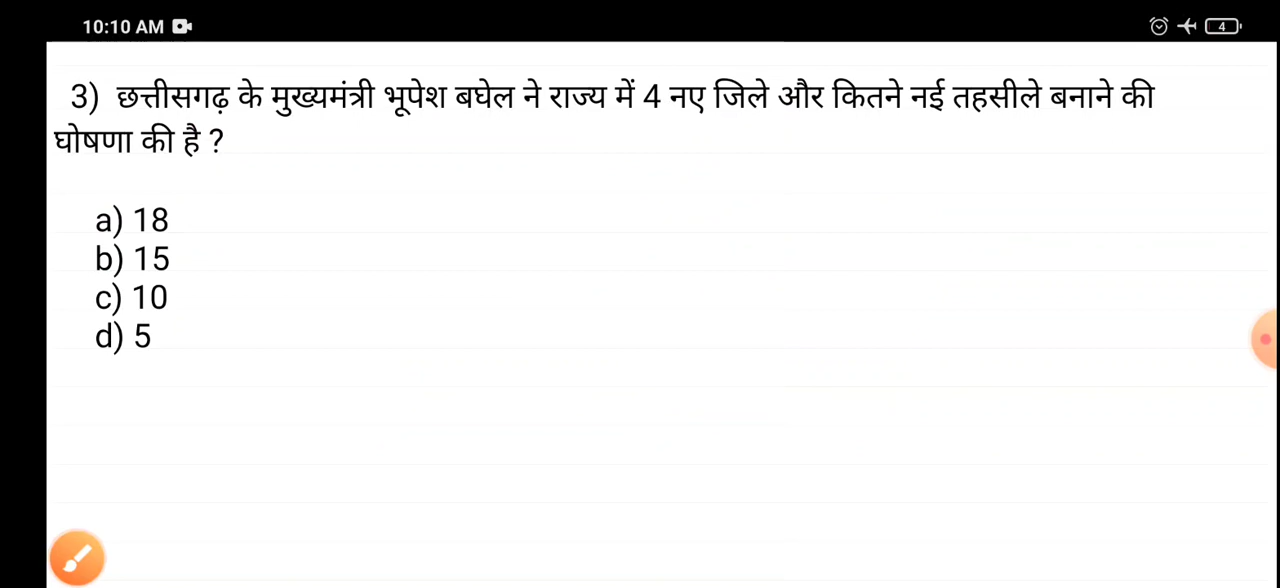 10:10 AM
4
3) छत्तीसगढ़ के मुख्यमंत्री भूपेश बघेल ने राज्य में 4 नए जिले और कितने नई तहसीले बनाने की
घोषणा की है ?
a) 18
b) 15
c) 10
d) 5